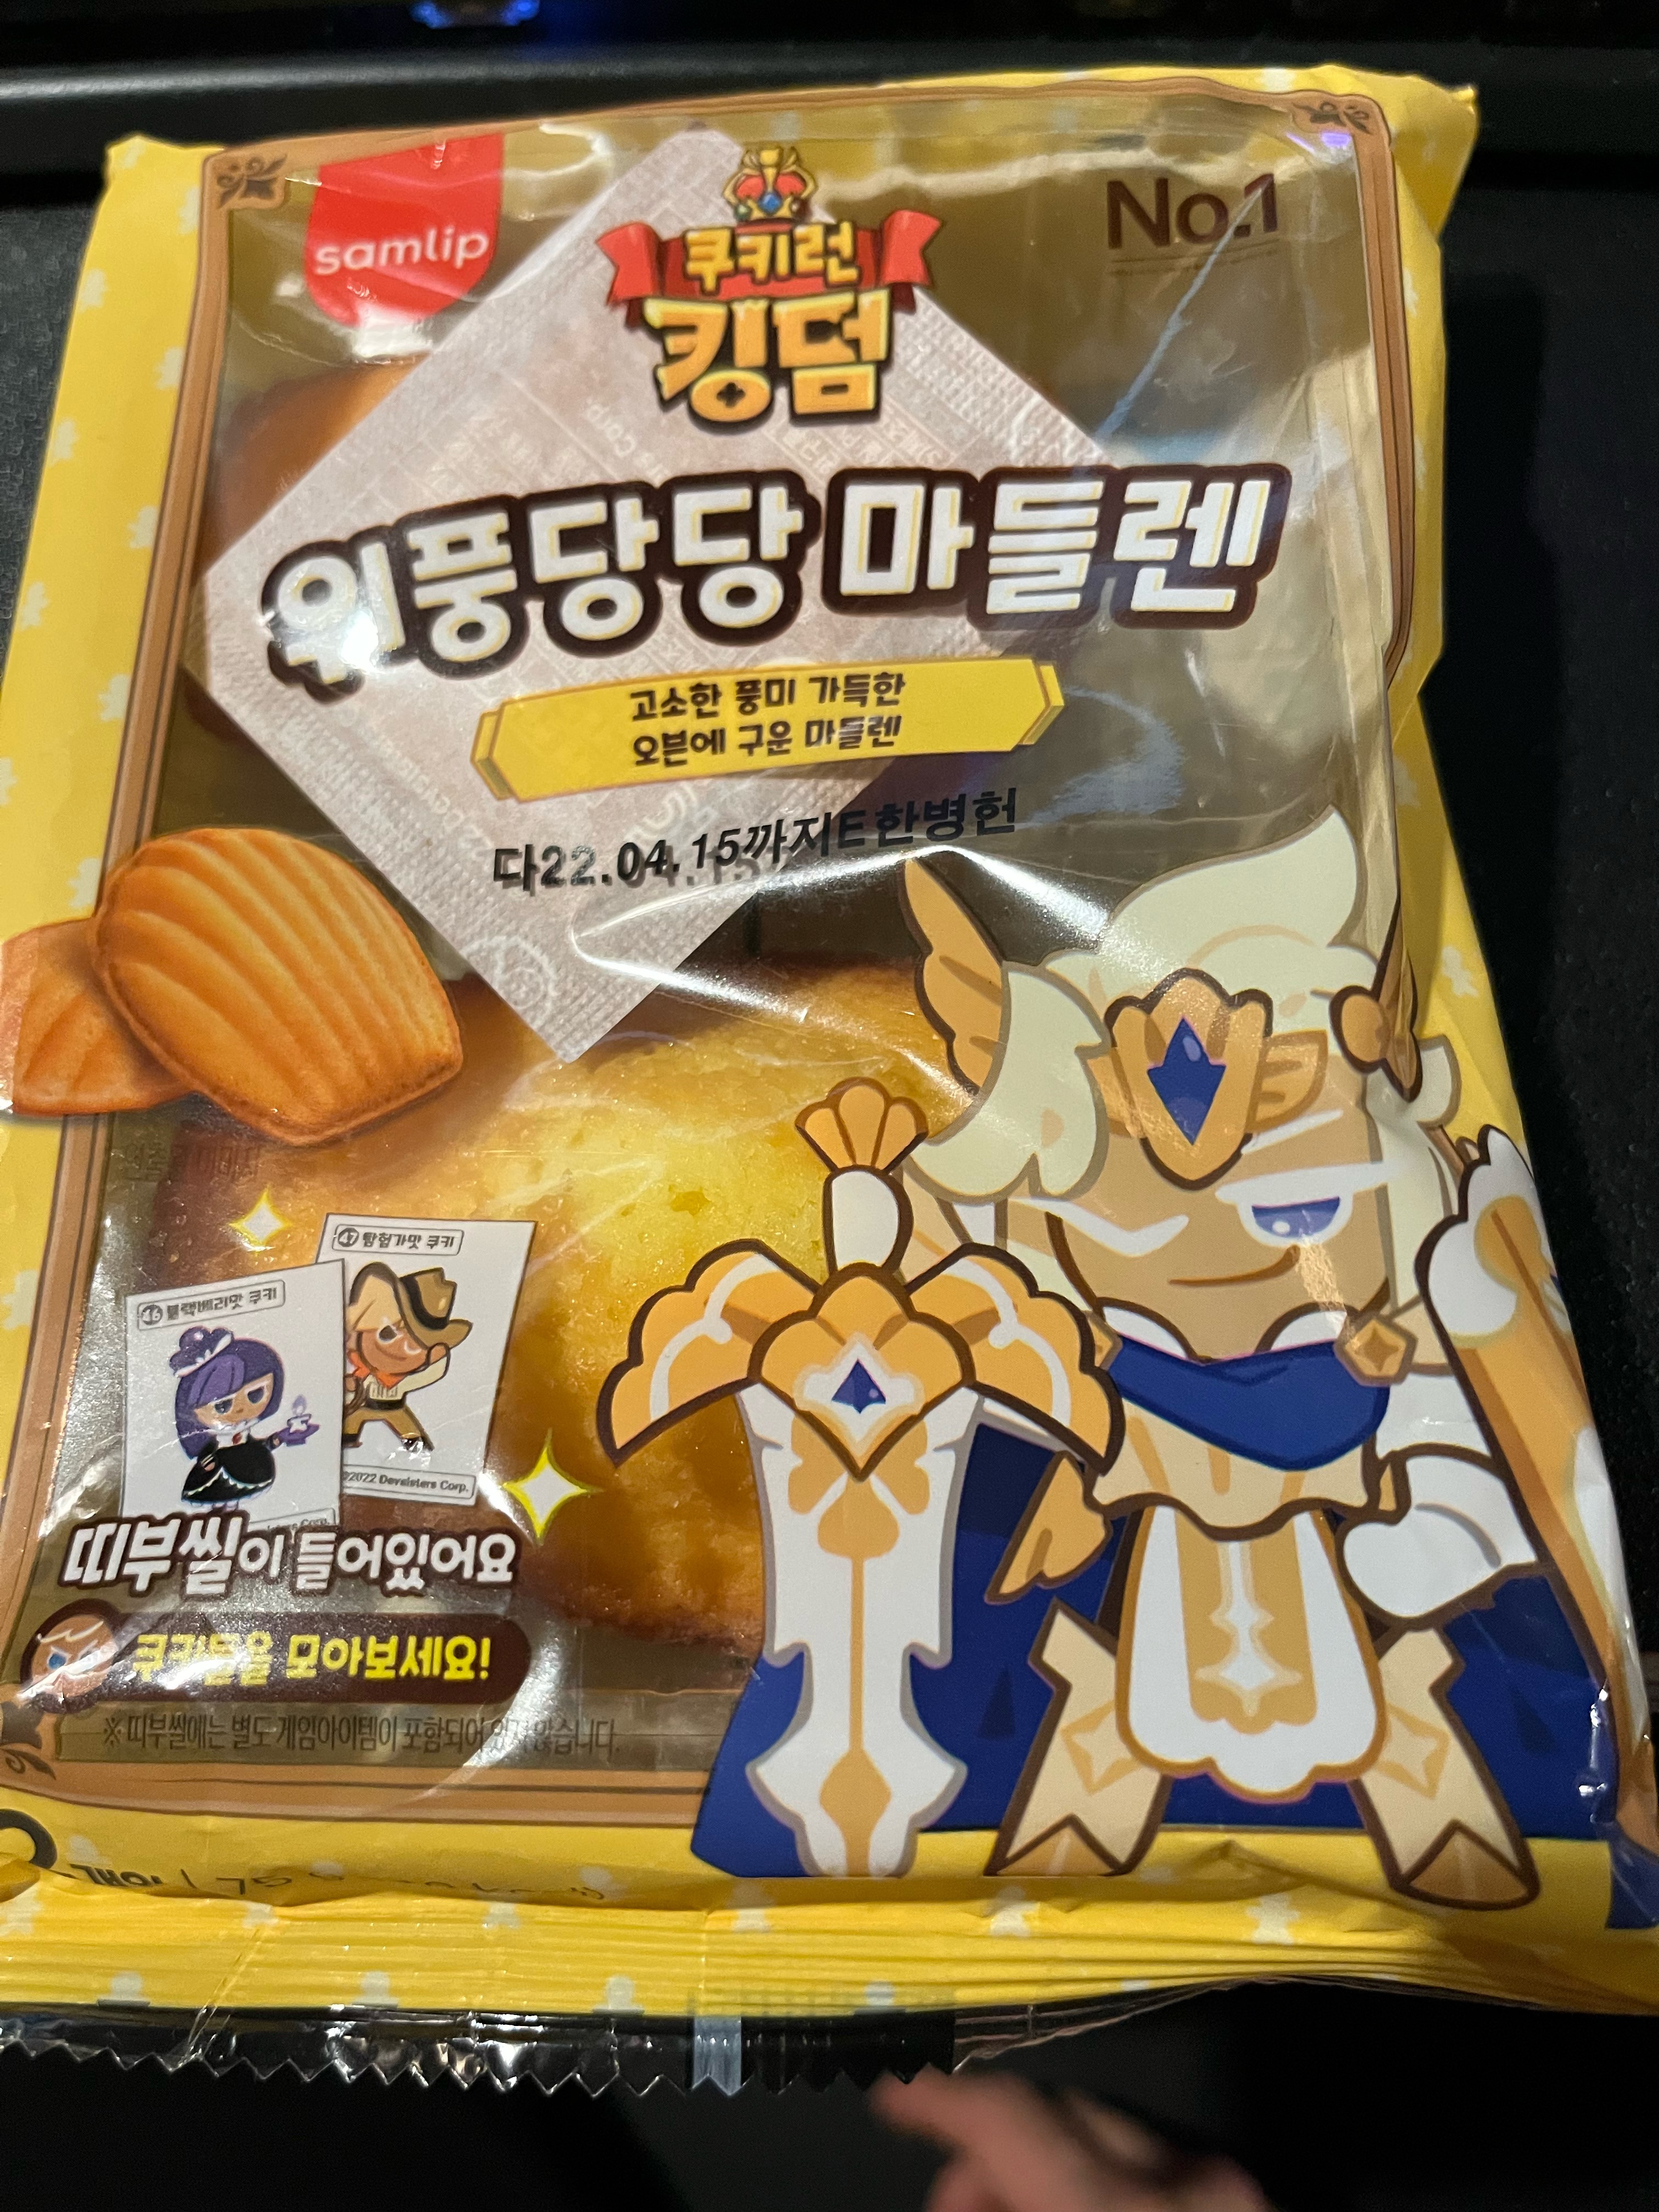 samlip
쿠키런
킹덤
No.1
위풍당당 마들렌
고소한 풍미 가득한
오븐에 구운 마들렌
다22.04.15까지E한병헌
47 탐험가맛 쿠키
46 블랙베리맛 쿠키
©2022 Devsisters Corp.
띠부씰이 들어있어요
쿠키들을 모아보세요!
※띠부씰에는 별도 게임아이템이 포함되어 있지 않습니다.